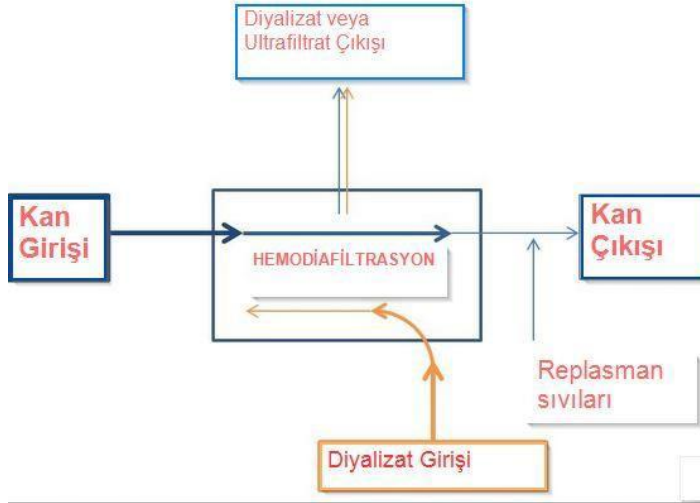 Diyalizat veya
Ultrafiltrat Çıkışı
Kan
Girişi
HEMODİAFİLTRASYON
Kan
Çıkışı
Replasman
sıvıları
Diyalizat Girişi